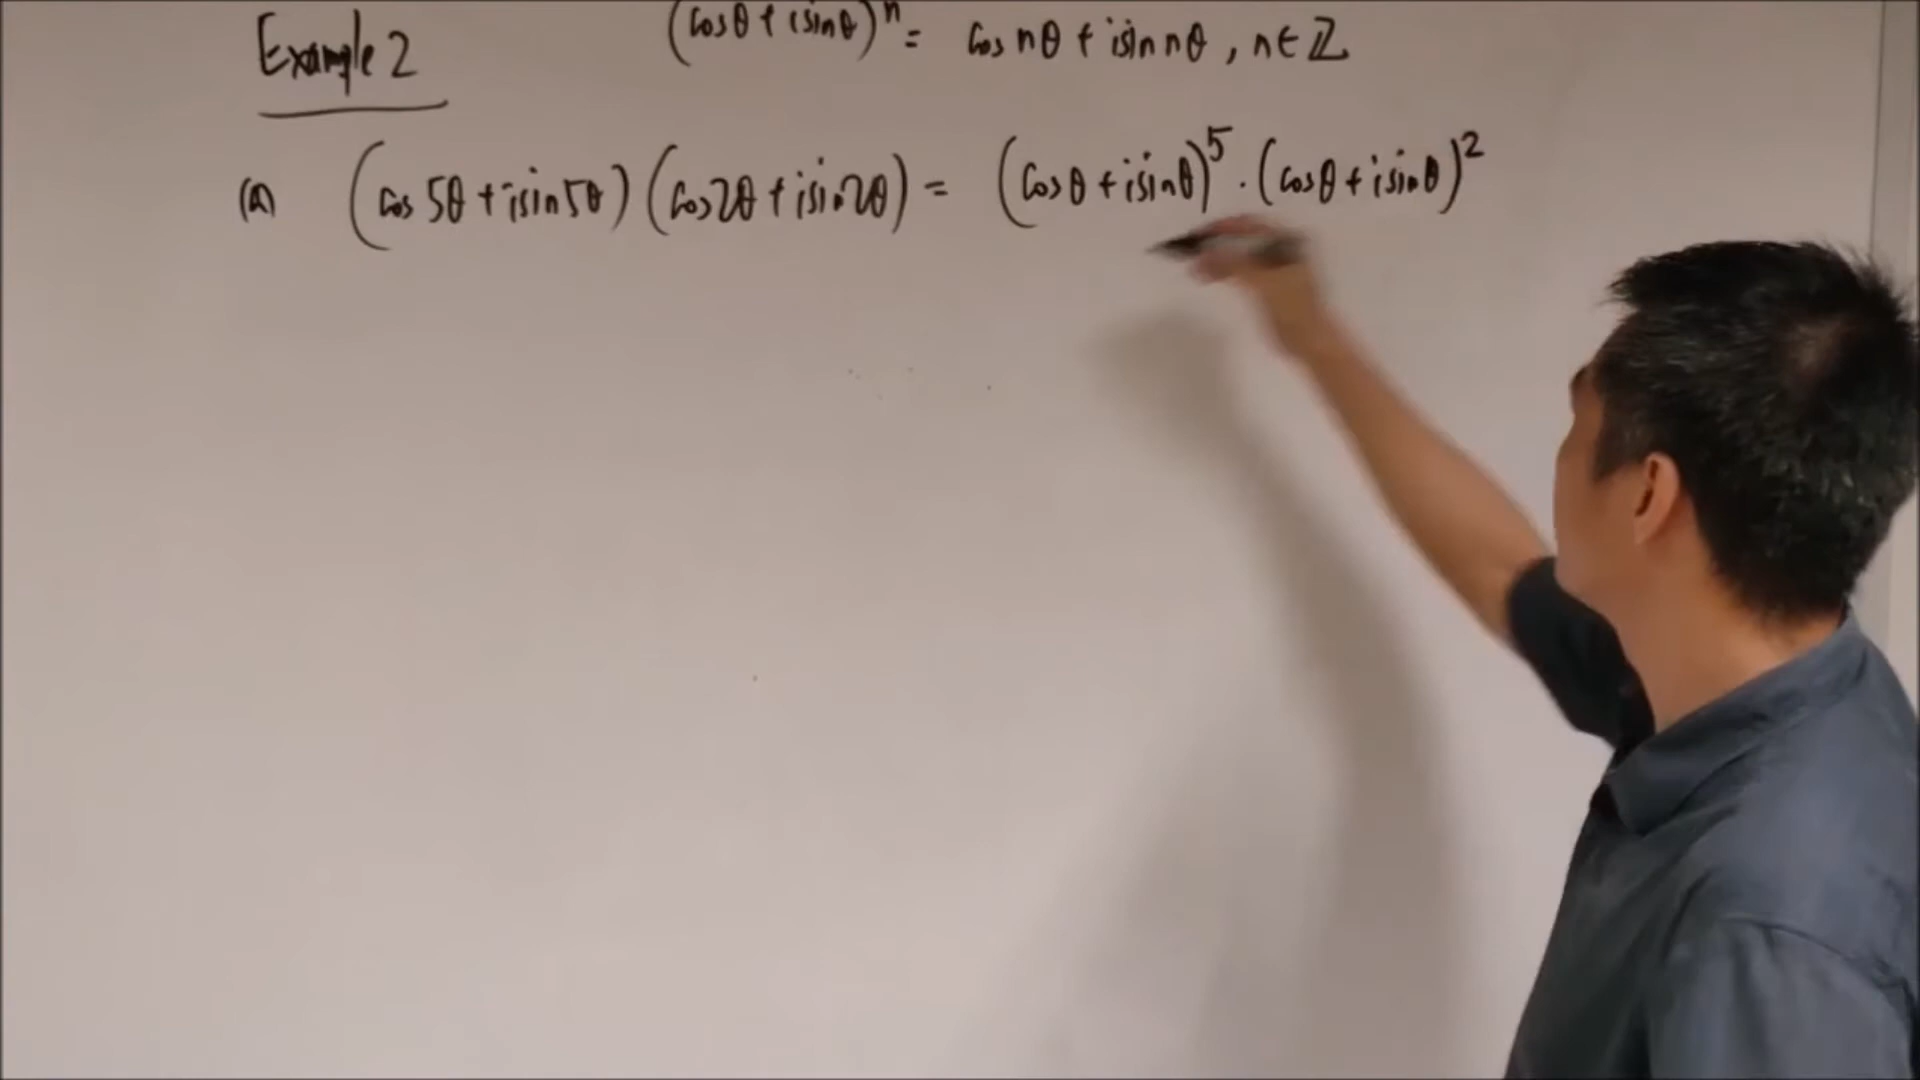 Example 2
(cosθ + isinθ)ⁿ = cos nθ + isin nθ , n∈ℤ
(a) (cos 5θ + isin 5θ) (cos 2θ + isin 2θ) = (cosθ + isinθ)⁵ · (cosθ + isinθ)²